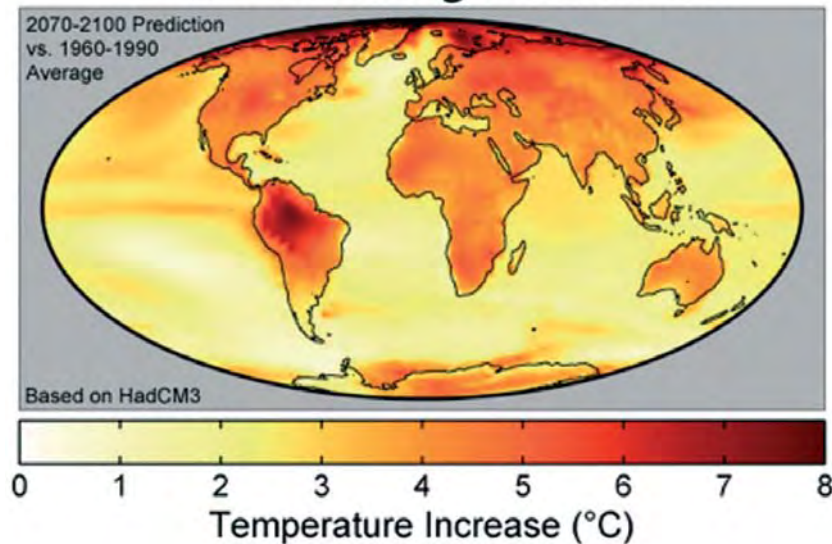 2070-2100 Prediction
vs. 1960-1990
Average
Based on HadCM3
0 1 2 3 4 5 6 7 8
Temperature Increase (°C)